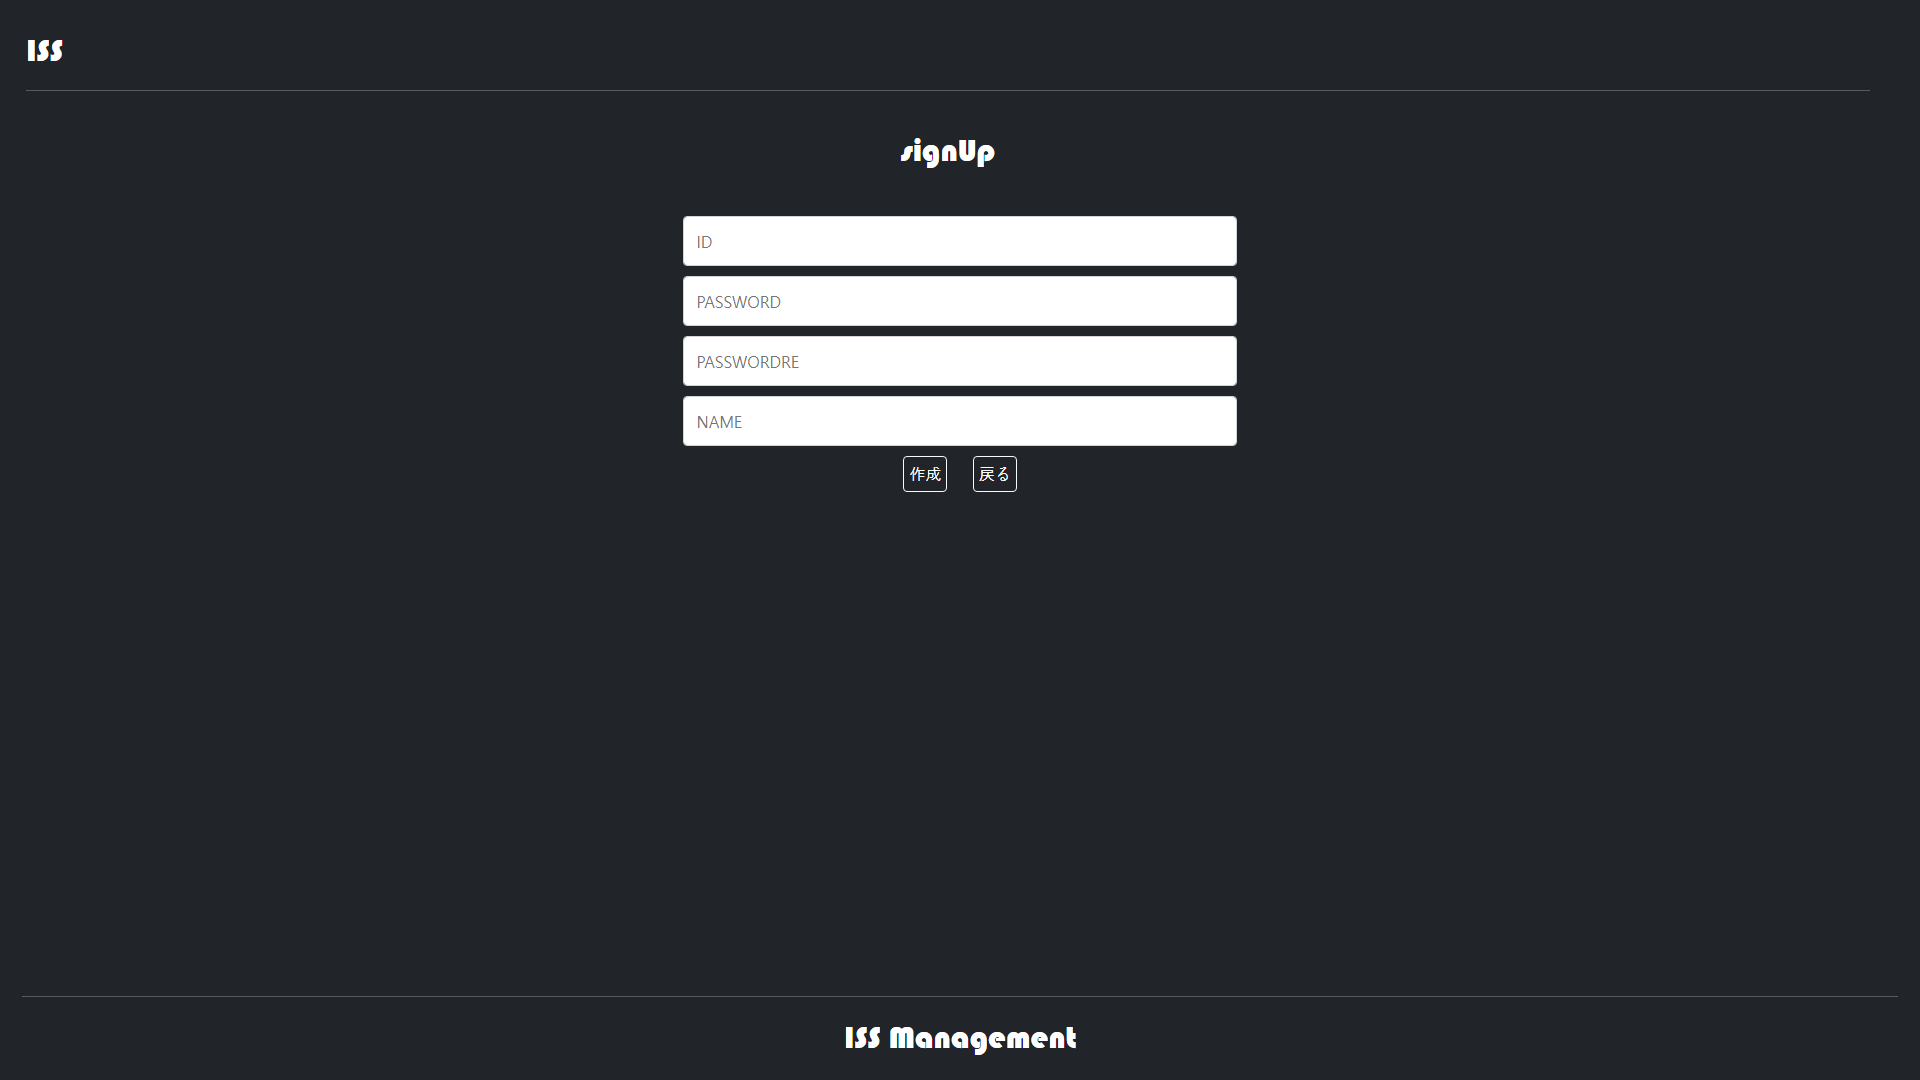 ISS
signUp
ID
PASSWORD
PASSWORDRE
NAME
作成 戻る
ISS Management